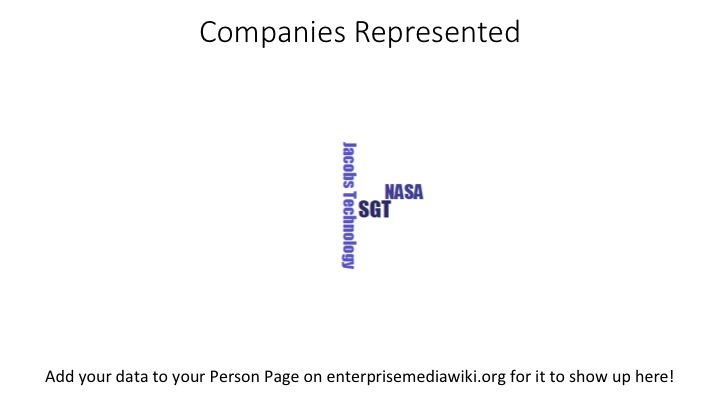 Companies Represented
Jacobs Technology
NASA
SGT
Add your data to your Person Page on enterprisemediawiki.org for it to show up here!